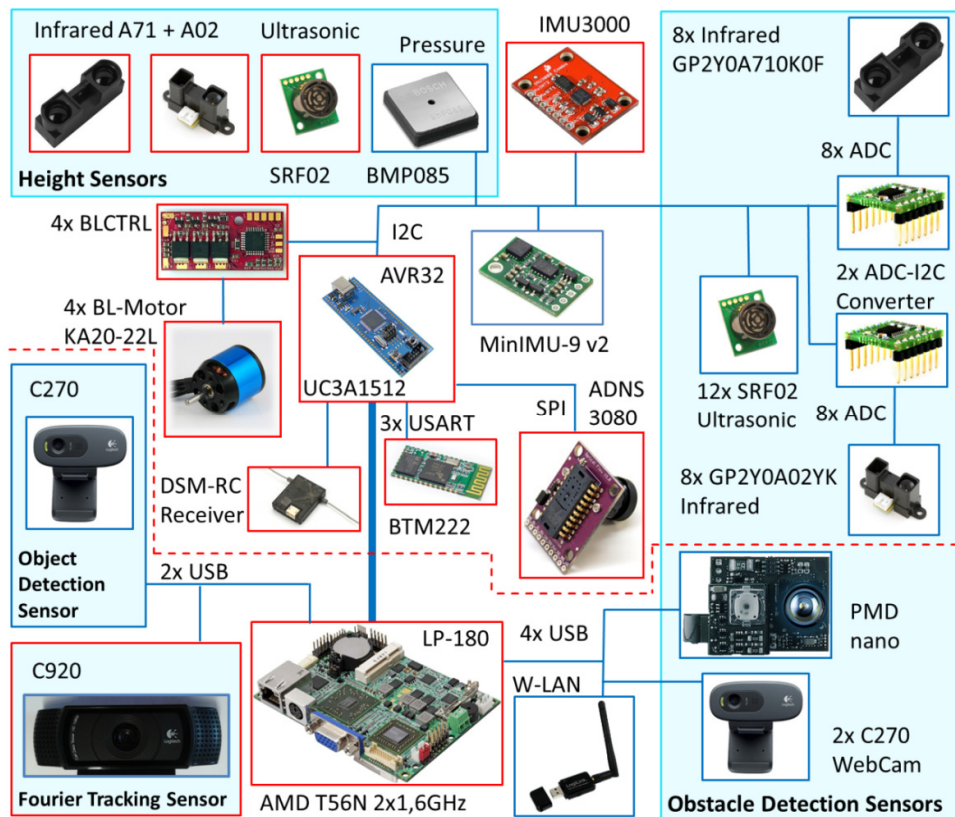 Infrared A71 + A02
Ultrasonic
Pressure
BOSCH
SRF02
BMP085
Height Sensors
IMU3000
8x Infrared
GP2Y0A710K0F
8x ADC
2x ADC-I2C
Converter
8x ADC
12x SRF02
Ultrasonic
8x GP2Y0A02YK
Infrared
4x BLCTRL
I2C
AVR32
UC3A1512
MinIMU-9 v2
4x BL-Motor
KA20-22L
3x USART
SPI
ADNS
3080
DSM-RC
Receiver
BTM222
C270
Object
Detection
Sensor
2x USB
C920
Fourier Tracking Sensor
LP-180
AMD T56N 2x1,6GHz
4x USB
W-LAN
PMD
nano
2x C270
WebCam
Obstacle Detection Sensors